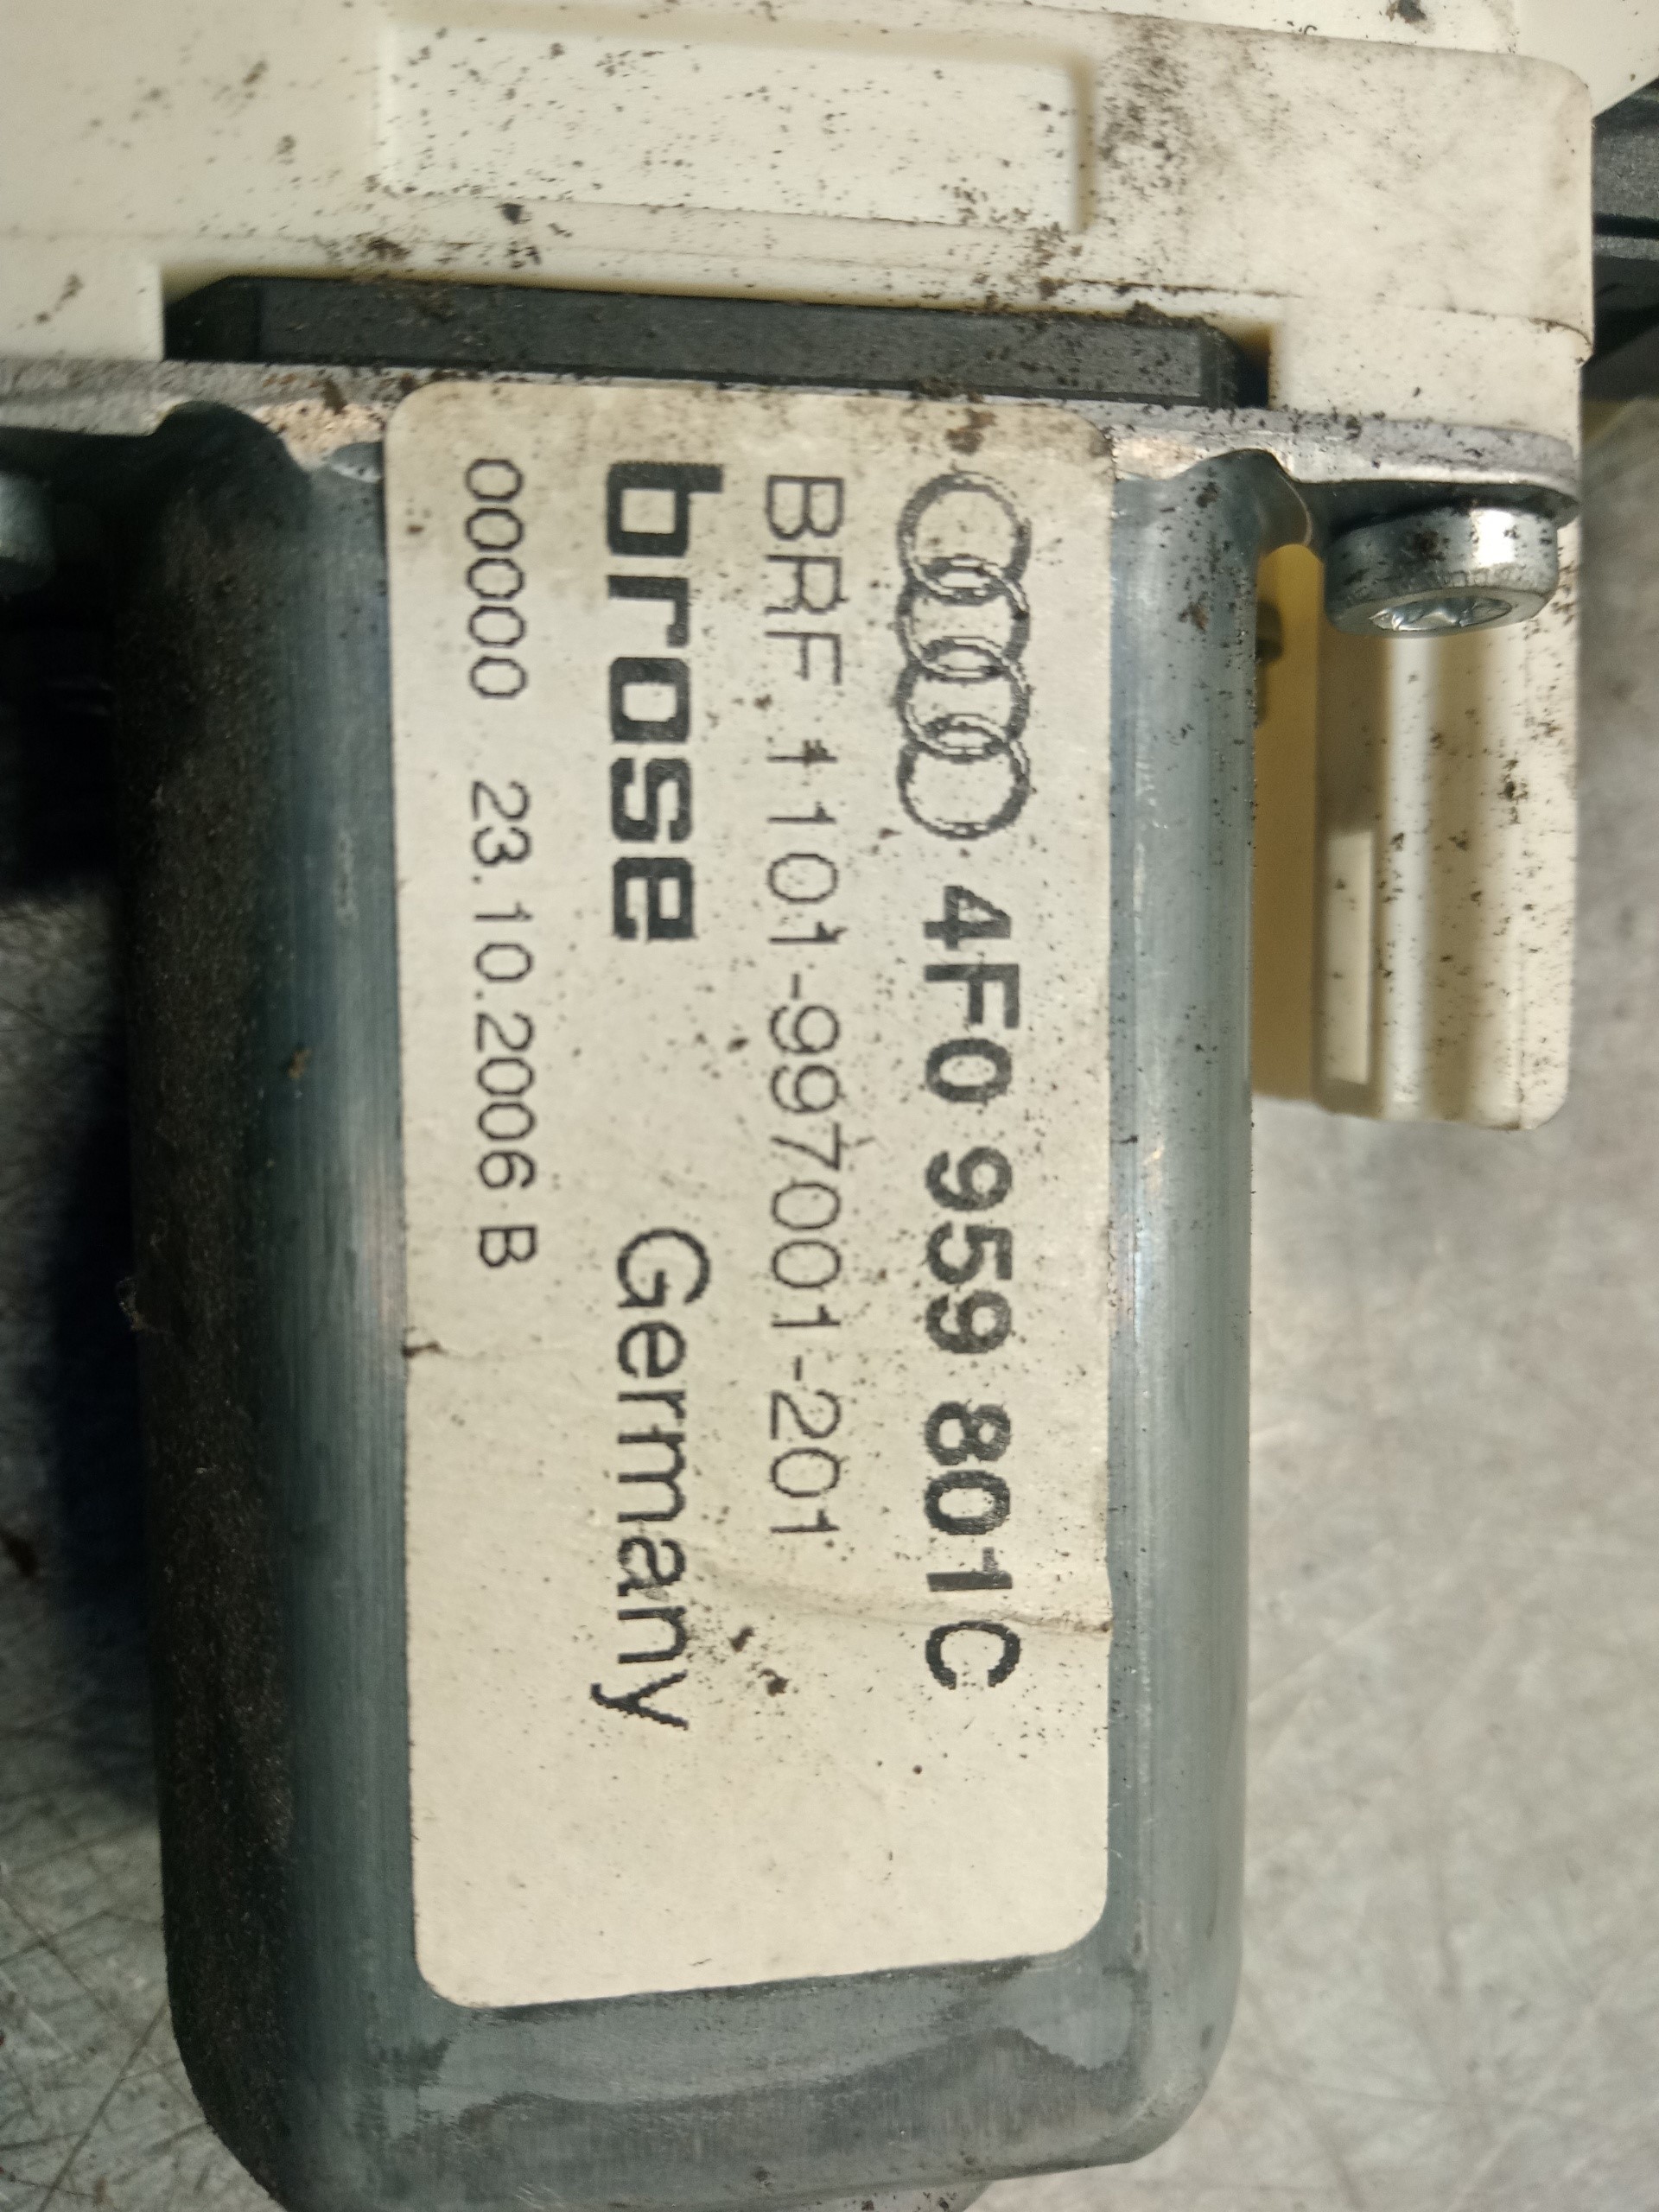 4F0 959 801C
BRF 1101-997001-201
brose Germany
00000 23.10.2006 B